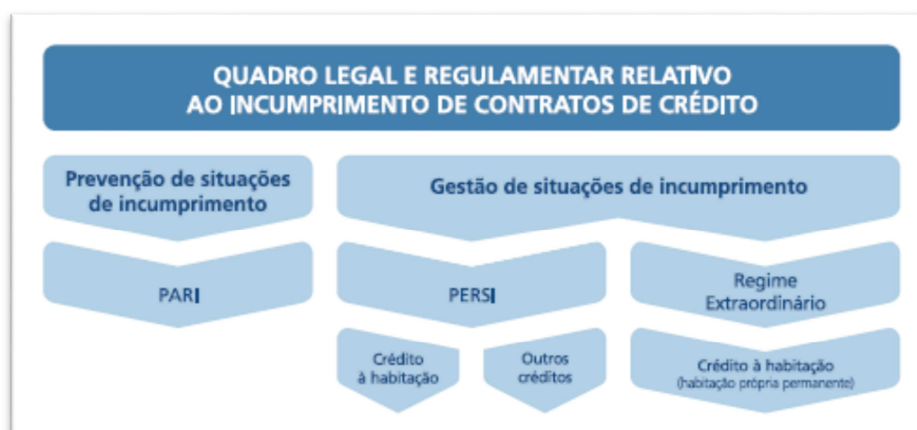 QUADRO LEGAL E REGULAMENTAR RELATIVO
AO INCUMPRIMENTO DE CONTRATOS DE CRÉDITO
Prevenção de situações
de incumprimento
Gestão de situações de incumprimento
PARI
PERSI
Regime
Extraordinário
Crédito
à habitação
Outros
créditos
Crédito à habitação
(habitação própria permanente)